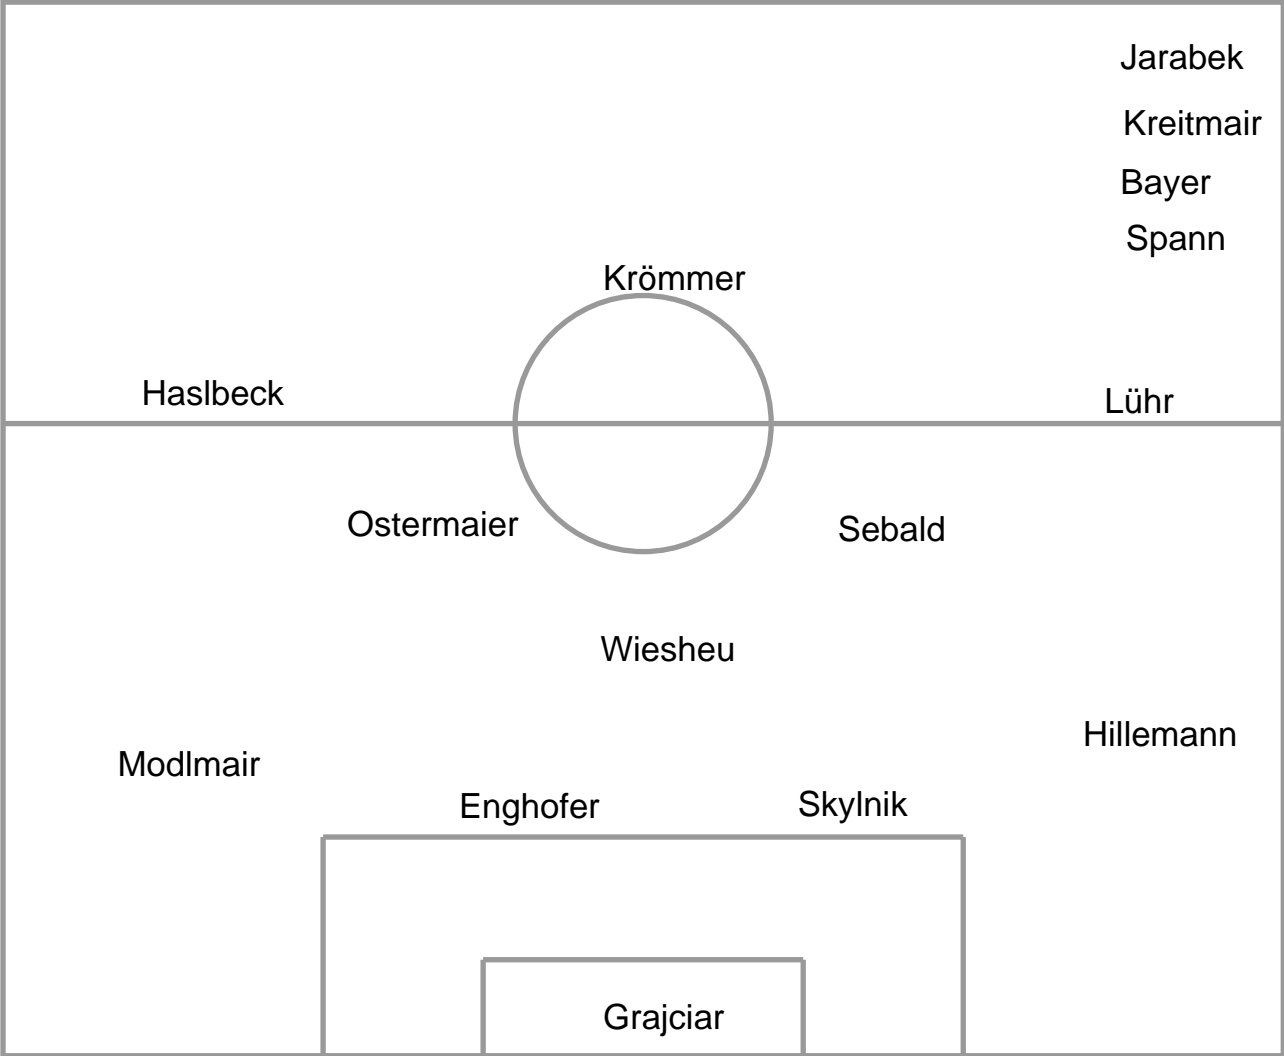 Jarabek
Kreitmair
Bayer
Spann
Krömmer
Haslbeck
Lühr
Ostermaier
Sebald
Wiesheu
Hillemann
Modlmair
Enghofer
Skylnik
Grajciar